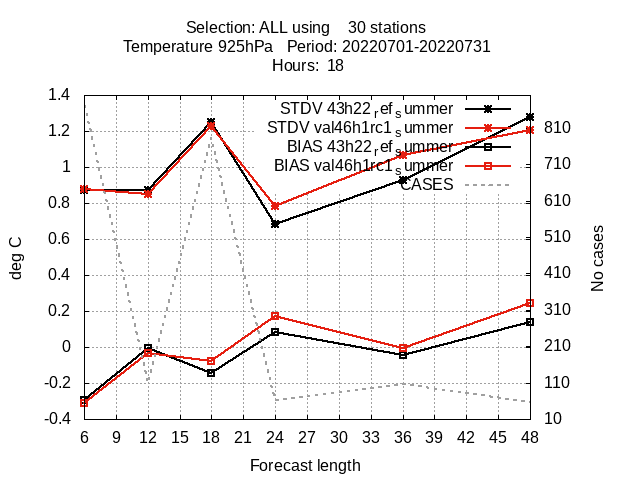 Selection: ALL using    30 stations
Temperature 925hPa   Period: 20220701-20220731
Hours: 18
1.4
1.2
1
0.8
0.6
0.4
0.2
0
-0.2
-0.4
deg C
STDV 43h22_ref_summer
STDV val46h1rc1_summer
BIAS 43h22_ref_summer
BIAS val46h1rc1_summer
CASES
810
710
610
510
410
310
210
110
10
No cases
6 9 12 15 18 21 24 27 30 33 36 39 42 45 48
Forecast length